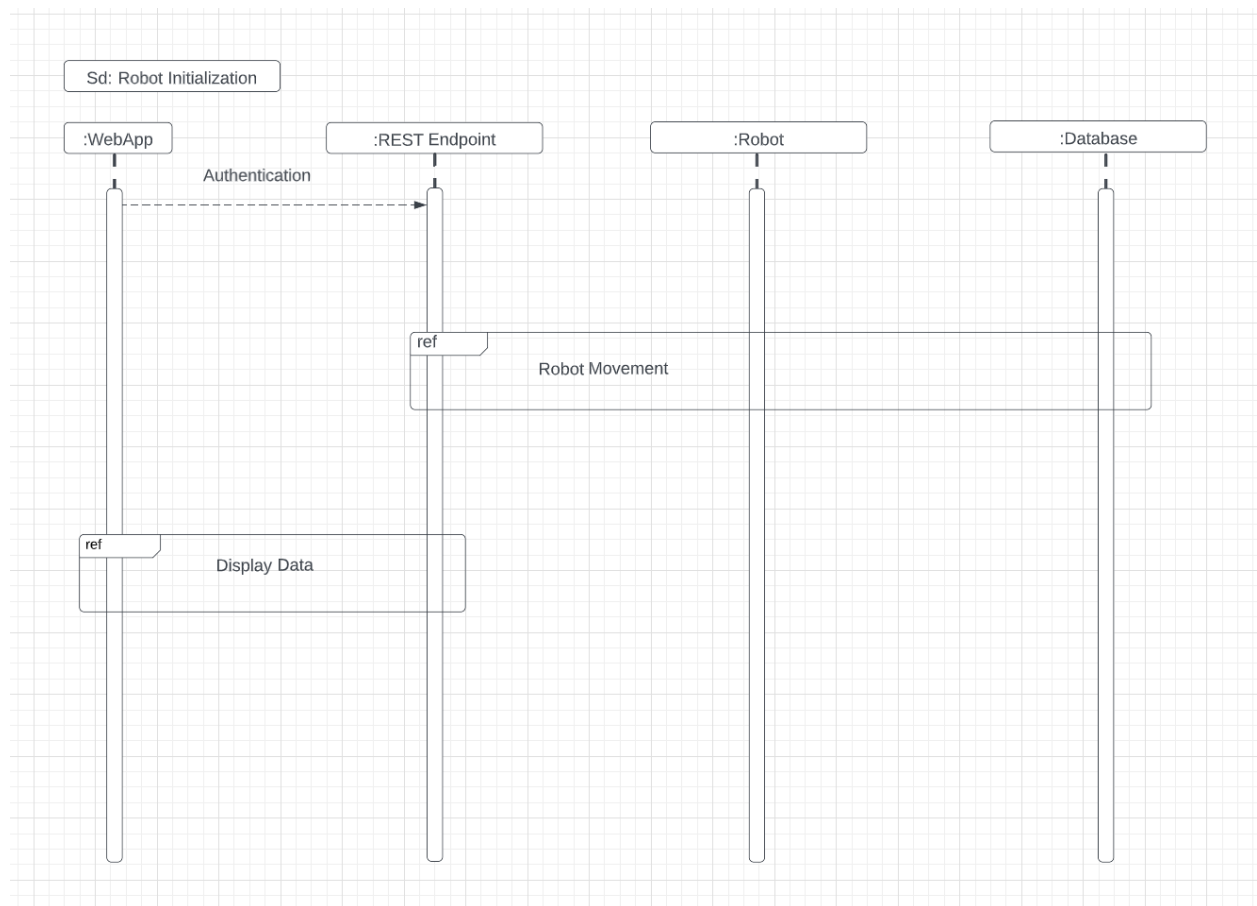 Sd: Robot Initialization
:WebApp
:REST Endpoint
:Robot
:Database
Authentication
ref
Robot Movement
ref
Display Data